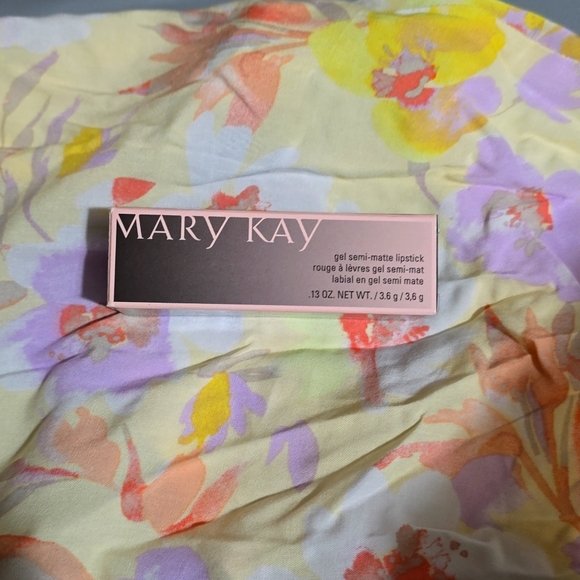 MARY KAY
gel semi-matte lipstick
rouge à lèvres gel semi-mat
labial en gel semi mate
.13 OZ. NET WT. / 3.6 g / 3,6 g